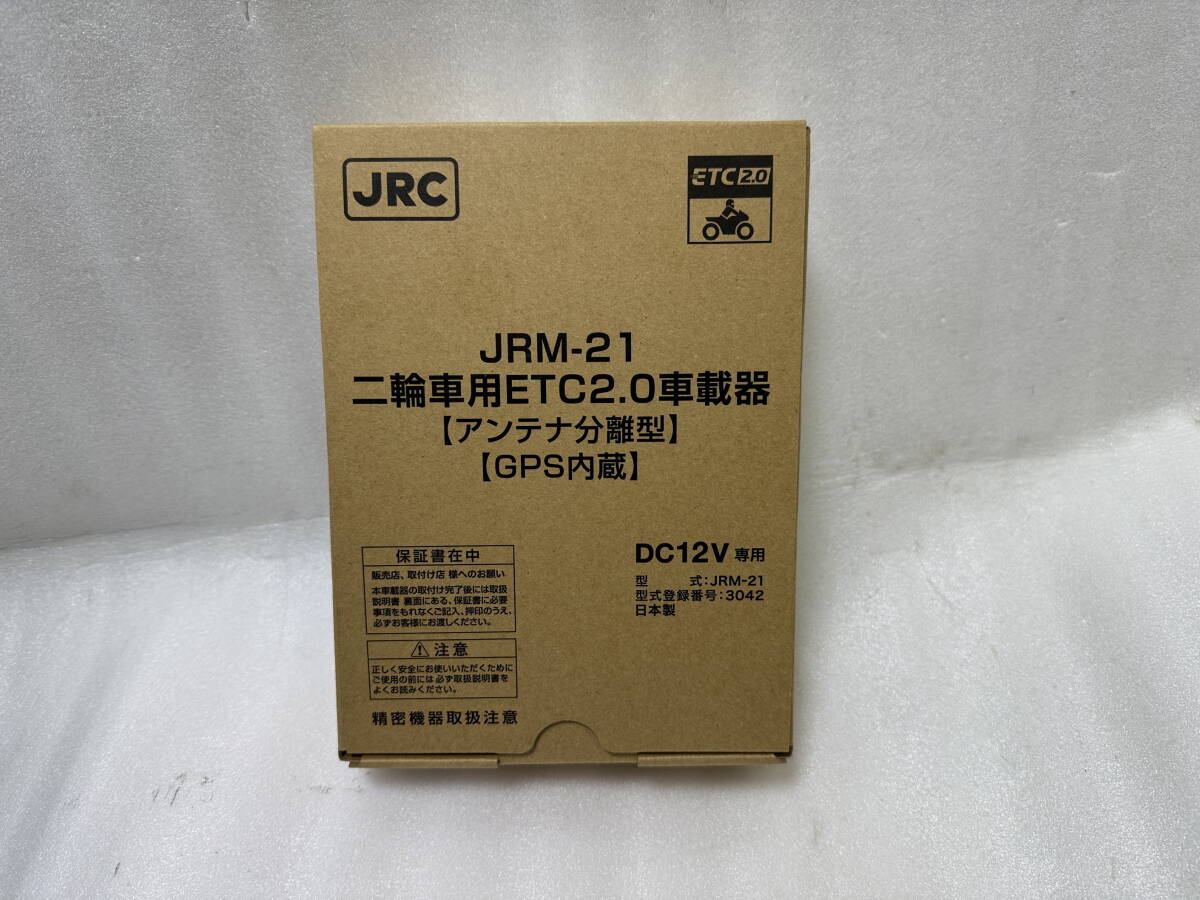 JRC
ETC2.0
JRM-21
二輪車用ETC2.0車載器
【アンテナ分離型】
【GPS内蔵】
保証書在中
販売店、取付け店 様へのお願い
本車載器の取付け完了後には取扱
説明書 裏面にある、保証書に必要
事項をもれなくご記入、押印のうえ、
必ずお客様にお渡しください。
⚠注意
正しく安全にお使いいただくために
ご使用の前には必ず取扱説明書を
よくお読みください。
精密機器取扱注意
DC12V専用
型 式:JRM-21
型式登録番号:3042
日本製